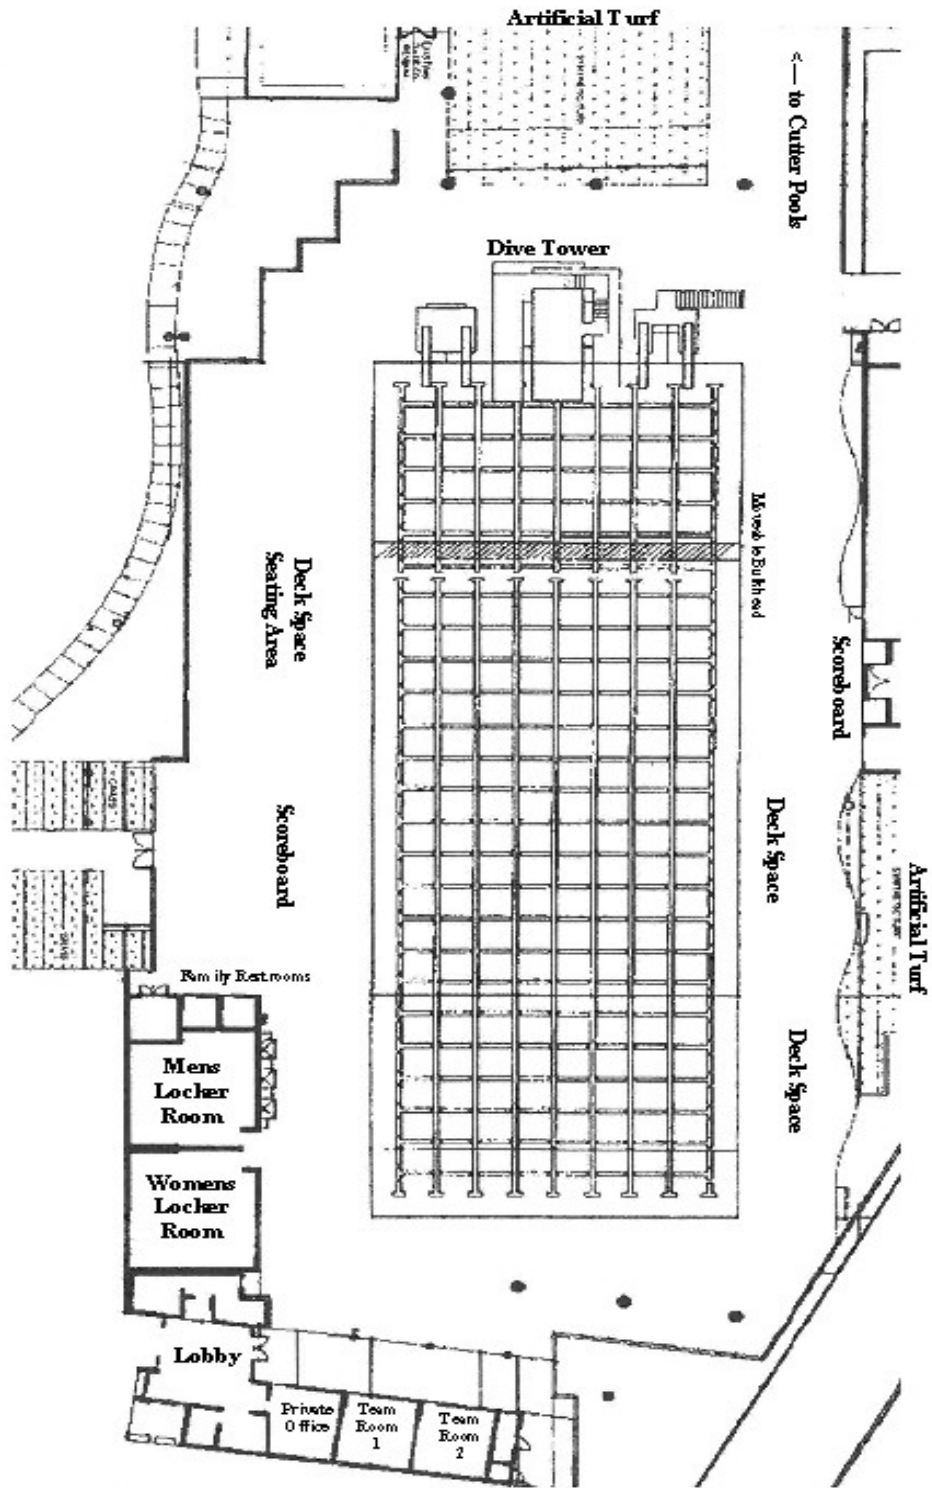 Artificial Turf
<— to Cutter Pools
Dive Tower
Moveable Bulkhead
Deck Space
Seating Area
Scoreboard
Scoreboard
Deck Space
Artificial Turf
Family Restrooms
Deck Space
Mens
Locker
Room
Womens
Locker
Room
Lobby
Private
Office
Team
Room
1
Team
Room
2